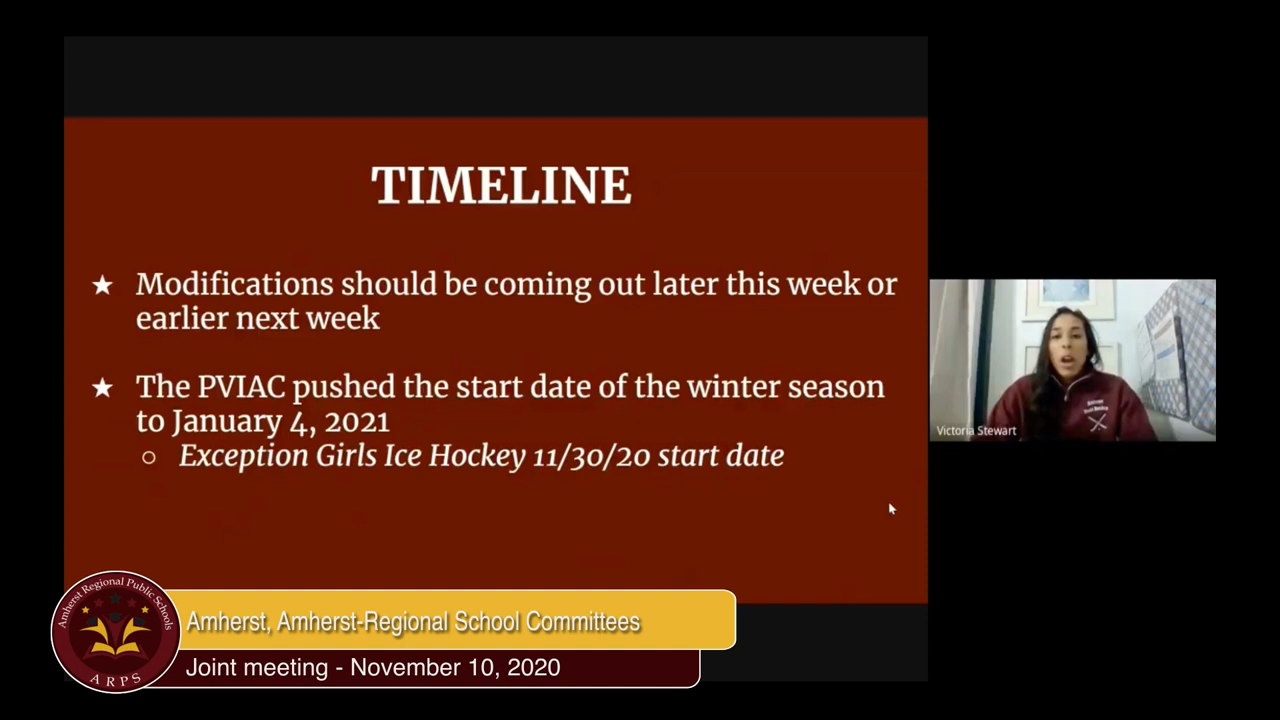 TIMELINE
★ Modifications should be coming out later this week or
earlier next week
★ The PVIAC pushed the start date of the winter season
to January 4, 2021
○ Exception Girls Ice Hockey 11/30/20 start date
Victoria Stewart
Amherst Regional Public Schools
ARPS
Amherst, Amherst-Regional School Committees
Joint meeting - November 10, 2020